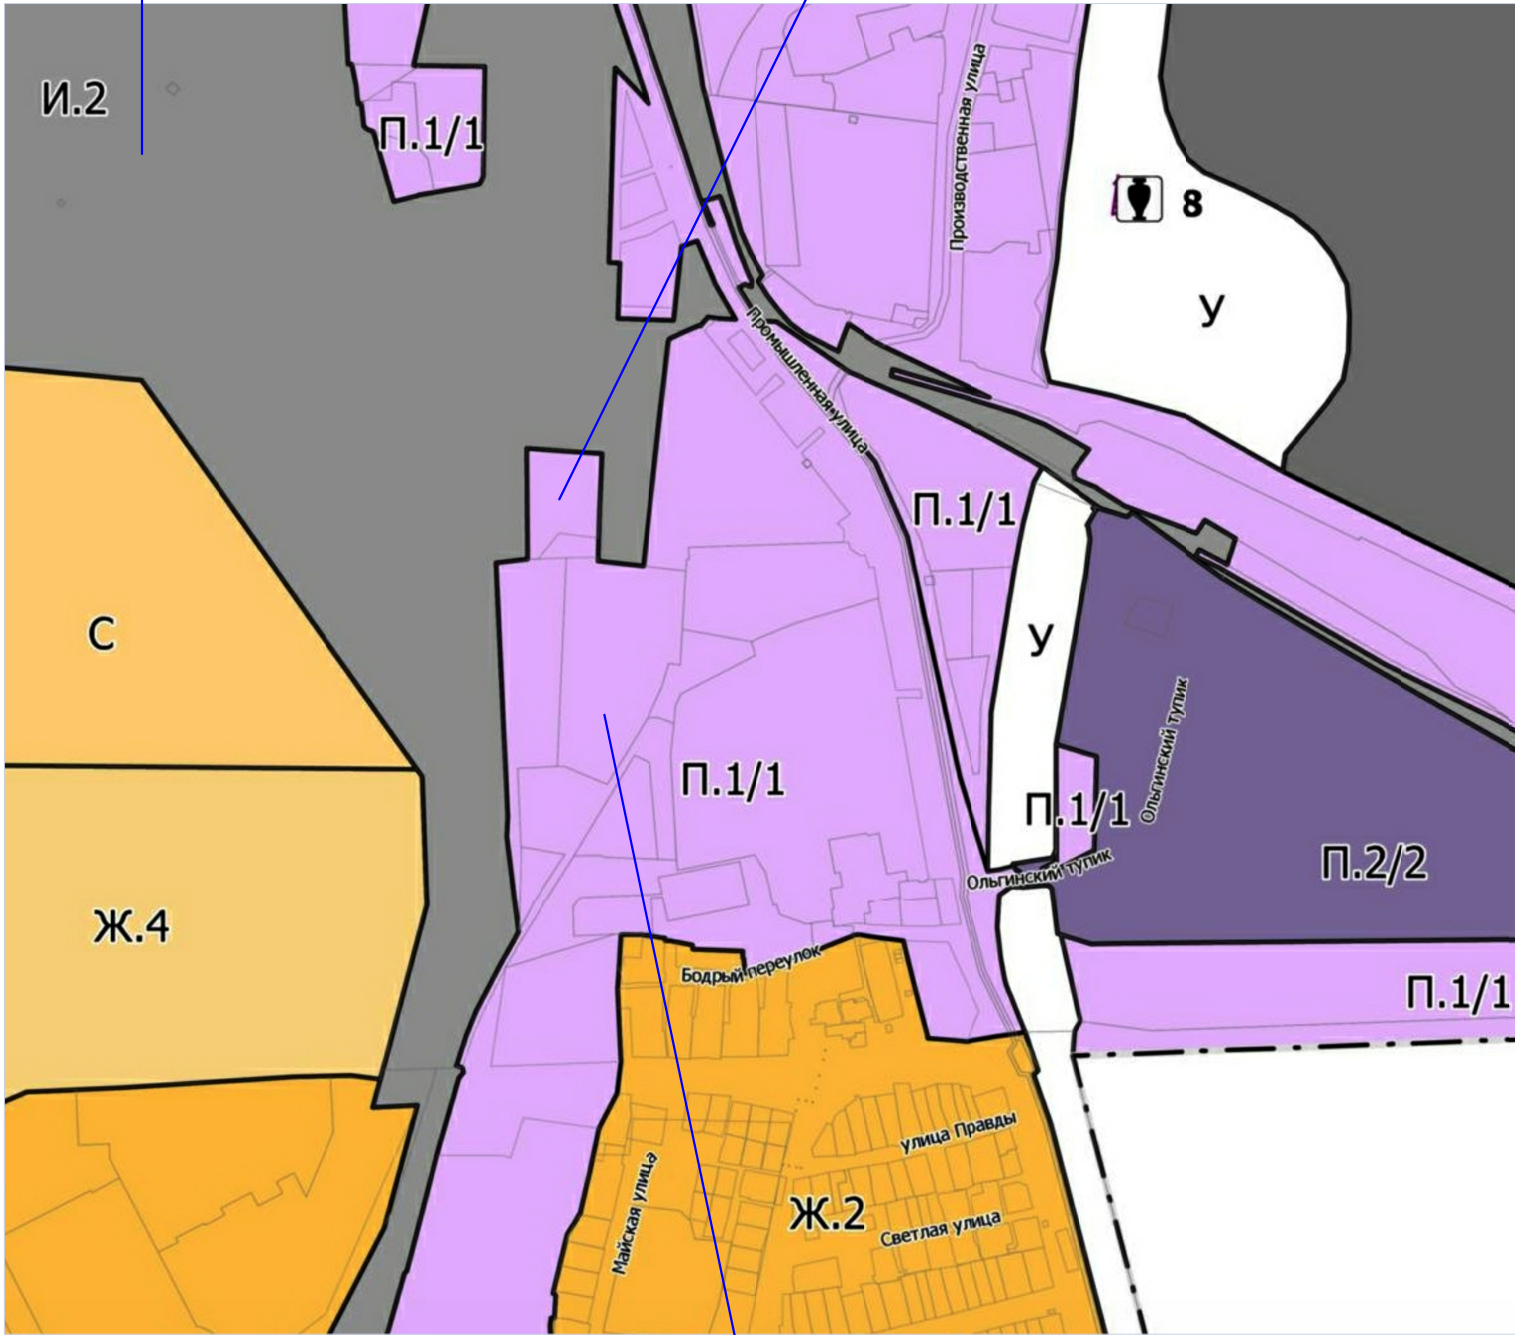 И.2
П.1/1
Производственная улица
8
У
Промышленная улица
П.1/1
С
У
Ольгинский тупик
П.1/1
П.1/1
П.2/2
Ольгинский тупик
Ж.4
Бодрый переулок
П.1/1
улица Правды
Майская улица
Ж.2
Светлая улица